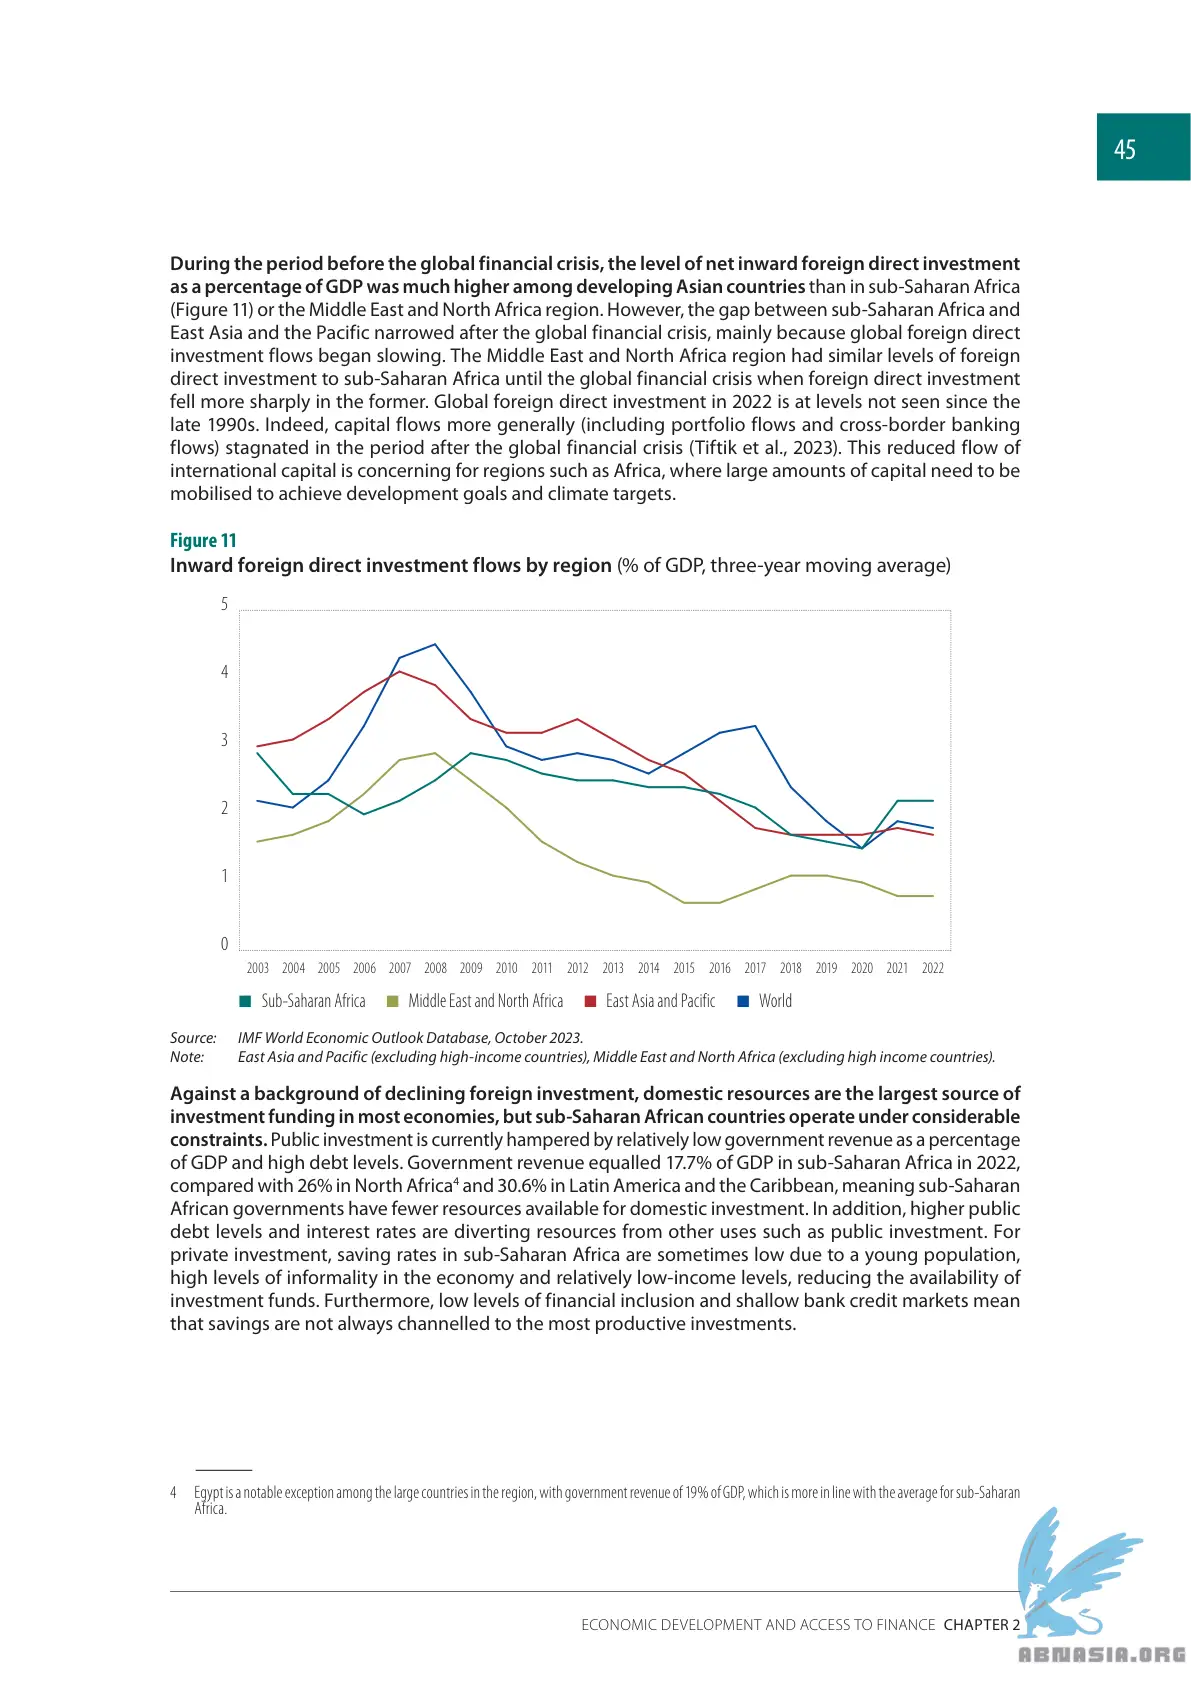 45
During the period before the global financial crisis, the level of net inward foreign direct investment
as a percentage of GDP was much higher among developing Asian countries than in sub-Saharan Africa
(Figure 11) or the Middle East and North Africa region. However, the gap between sub-Saharan Africa and
East Asia and the Pacific narrowed after the global financial crisis, mainly because global foreign direct
investment flows began slowing. The Middle East and North Africa region had similar levels of foreign
direct investment to sub-Saharan Africa until the global financial crisis when foreign direct investment
fell more sharply in the former. Global foreign direct investment in 2022 is at levels not seen since the
late 1990s. Indeed, capital flows more generally (including portfolio flows and cross-border banking
flows) stagnated in the period after the global financial crisis (Tiftik et al., 2023). This reduced flow of
international capital is concerning for regions such as Africa, where large amounts of capital need to be
mobilised to achieve development goals and climate targets.
Figure 11
Inward foreign direct investment flows by region (% of GDP, three-year moving average)
5
4
3
2
1
0
2003 2004 2005 2006 2007 2008 2009 2010 2011 2012 2013 2014 2015 2016 2017 2018 2019 2020 2021 2022
Sub-Saharan Africa Middle East and North Africa East Asia and Pacific World
Source: IMF World Economic Outlook Database, October 2023.
Note: East Asia and Pacific (excluding high-income countries), Middle East and North Africa (excluding high income countries).
Against a background of declining foreign investment, domestic resources are the largest source of
investment funding in most economies, but sub-Saharan African countries operate under considerable
constraints. Public investment is currently hampered by relatively low government revenue as a percentage
of GDP and high debt levels. Government revenue equalled 17.7% of GDP in sub-Saharan Africa in 2022,
compared with 26% in North Africa4 and 30.6% in Latin America and the Caribbean, meaning sub-Saharan
African governments have fewer resources available for domestic investment. In addition, higher public
debt levels and interest rates are diverting resources from other uses such as public investment. For
private investment, saving rates in sub-Saharan Africa are sometimes low due to a young population,
high levels of informality in the economy and relatively low-income levels, reducing the availability of
investment funds. Furthermore, low levels of financial inclusion and shallow bank credit markets mean
that savings are not always channelled to the most productive investments.
4 Egypt is a notable exception among the large countries in the region, with government revenue of 19% of GDP, which is more in line with the average for sub-Saharan
Africa.
ECONOMIC DEVELOPMENT AND ACCESS TO FINANCE CHAPTER 2
ABNASIA.ORG